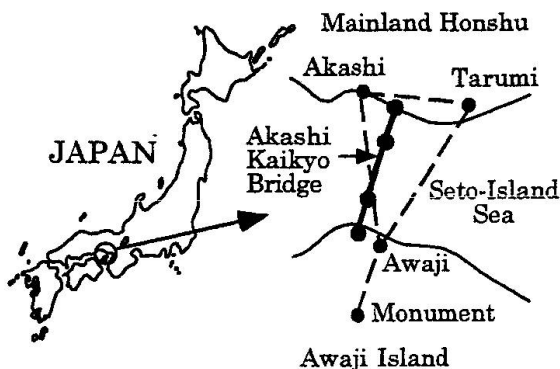 Mainland Honshu
Akashi
Tarumi
JAPAN
Akashi
Kaikyo
Bridge
Seto-Island
Sea
Awaji
Monument
Awaji Island